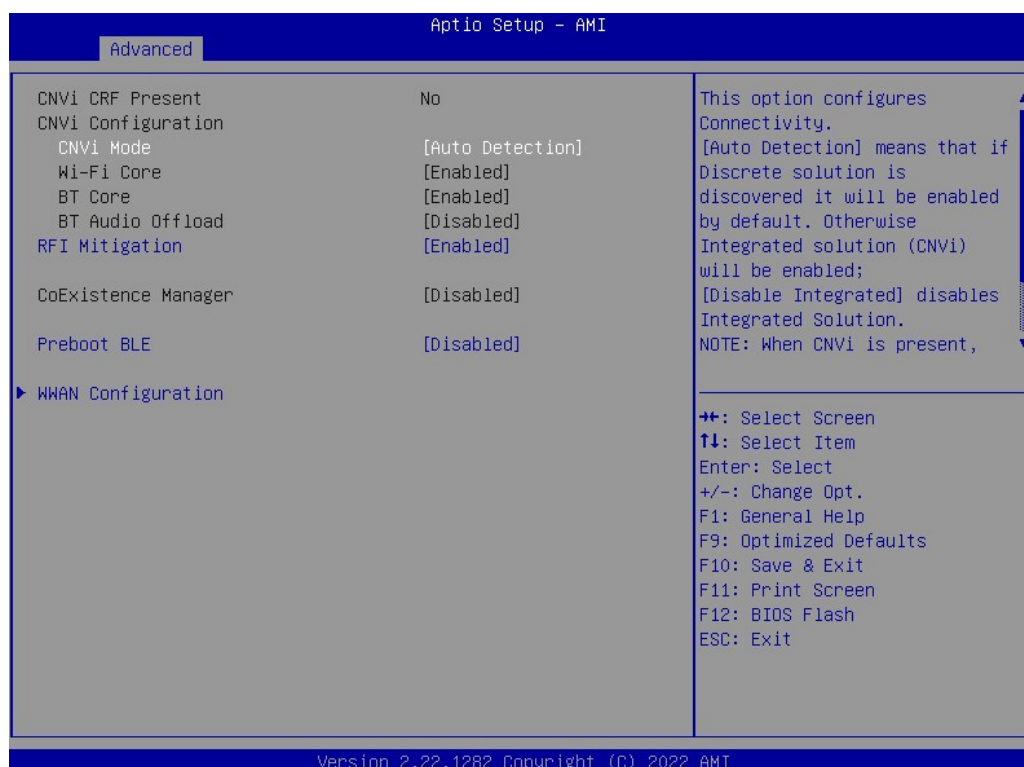 Aptio Setup – AMI
Advanced
CNVi CRF Present No
CNVi Configuration
CNVi Mode [Auto Detection]
Wi-Fi Core [Enabled]
BT Core [Enabled]
BT Audio Offload [Disabled]
RFI Mitigation [Enabled]
CoExistence Manager [Disabled]
Preboot BLE [Disabled]
WWAN Configuration
This option configures
Connectivity.
[Auto Detection] means that if
Discrete solution is
discovered it will be enabled
by default. Otherwise
Integrated solution (CNVi)
will be enabled;
[Disable Integrated] disables
Integrated Solution.
NOTE: When CNVi is present,
→←: Select Screen
↑↓: Select Item
Enter: Select
+/-: Change Opt.
F1: General Help
F9: Optimized Defaults
F10: Save & Exit
F11: Print Screen
F12: BIOS Flash
ESC: Exit
Version 2.22.1282 Copyright (C) 2022 AMI